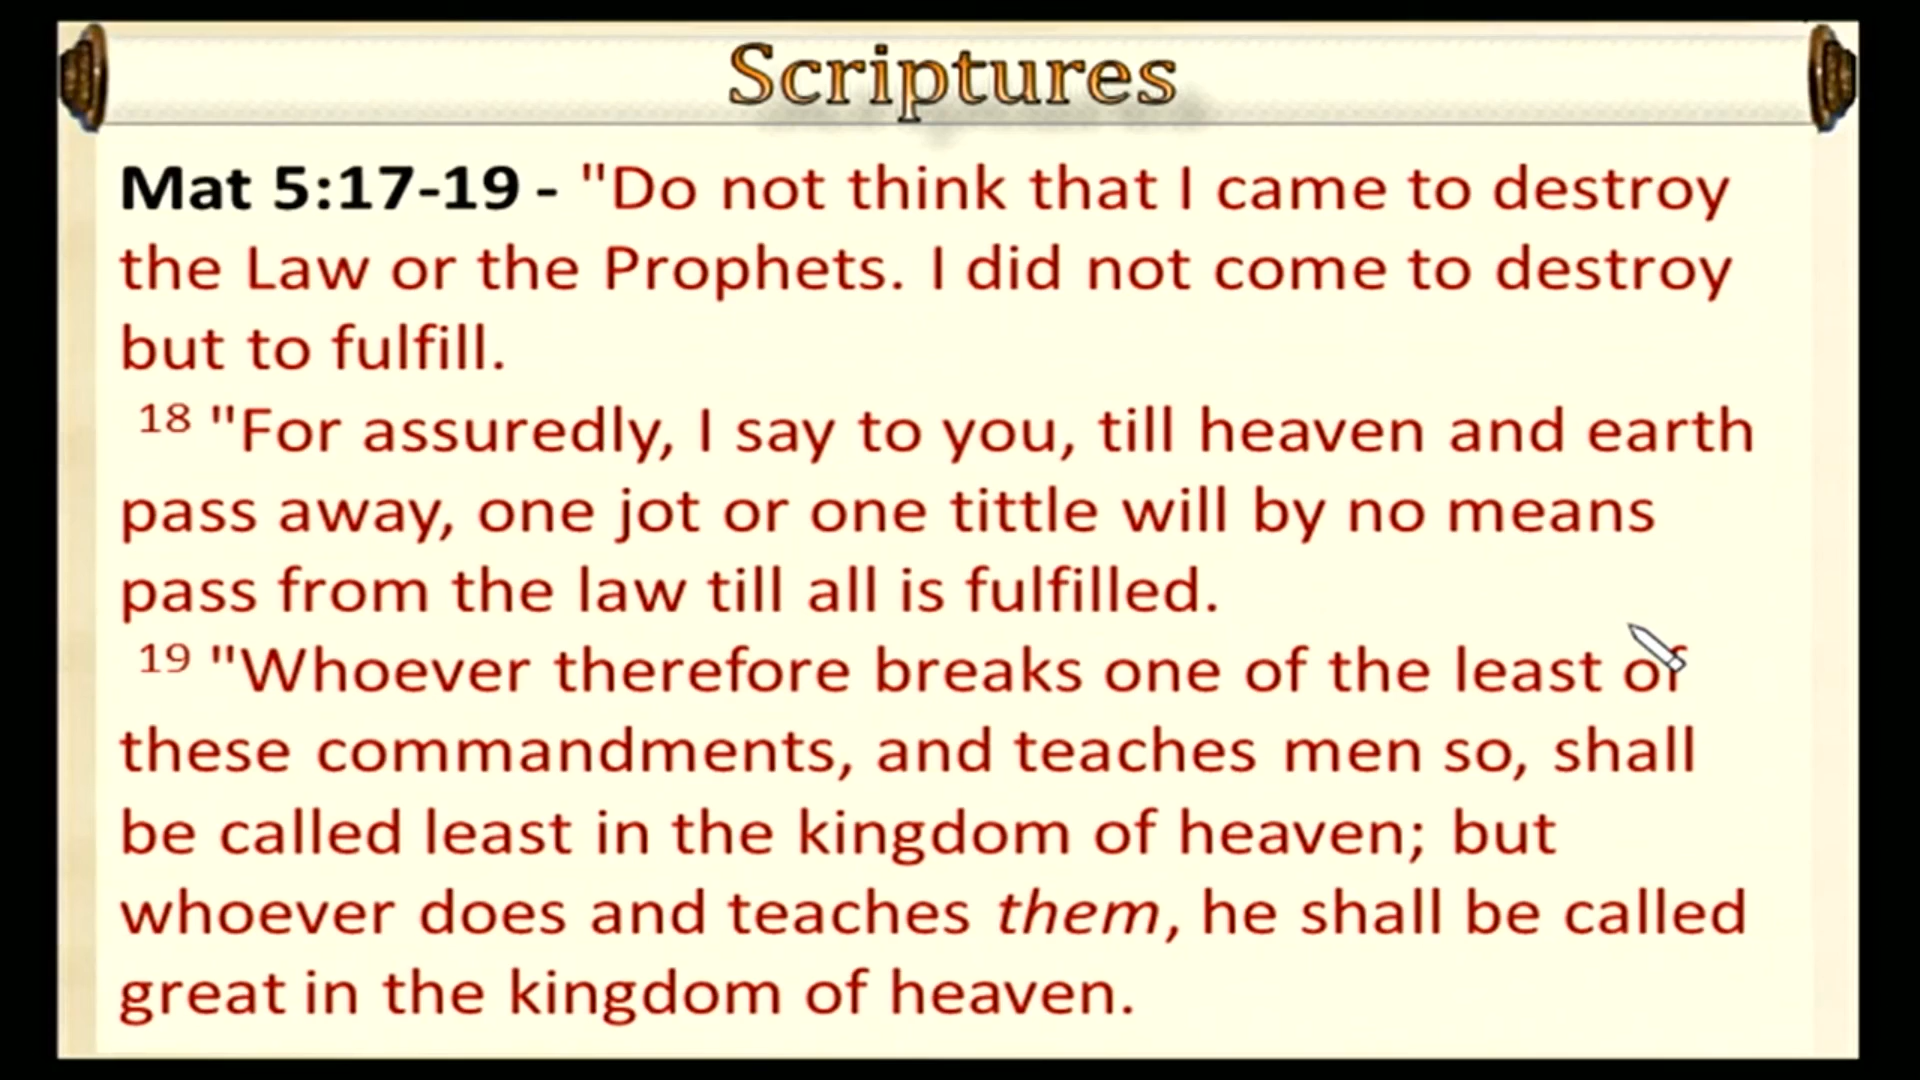 Scriptures
Mat 5:17-19 - "Do not think that I came to destroy
the Law or the Prophets. I did not come to destroy
but to fulfill.
18 "For assuredly, I say to you, till heaven and earth
pass away, one jot or one tittle will by no means
pass from the law till all is fulfilled.
19 "Whoever therefore breaks one of the least of
these commandments, and teaches men so, shall
be called least in the kingdom of heaven; but
whoever does and teaches them, he shall be called
great in the kingdom of heaven.